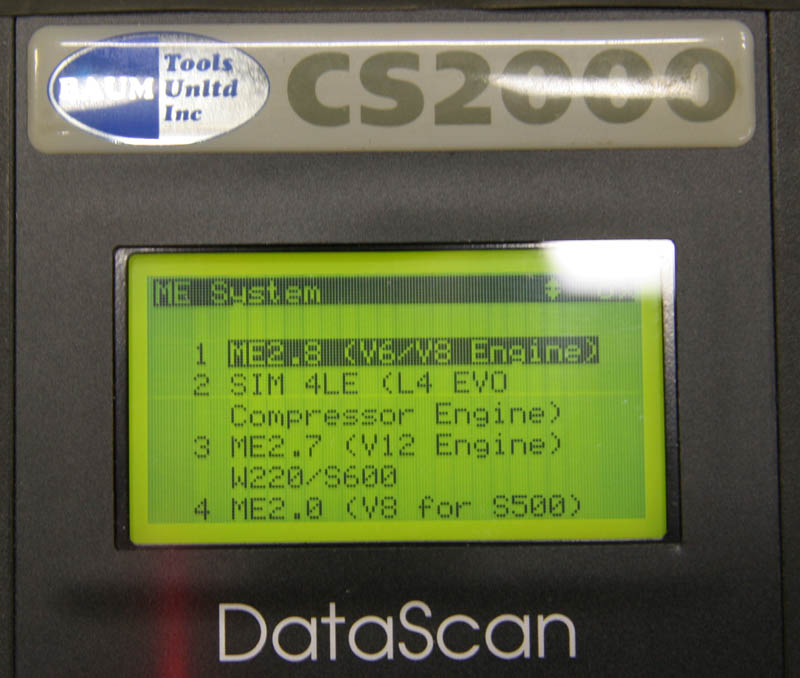 BAUM
Tools
Unltd
Inc
CS2000
ME System
1 ME2.8 (V6/V8 Engine)
2 SIM 4LE (L4 EVO
Compressor Engine)
3 ME2.7 (V12 Engine)
W220/S600
4 ME2.0 (V8 for S500)
DataScan